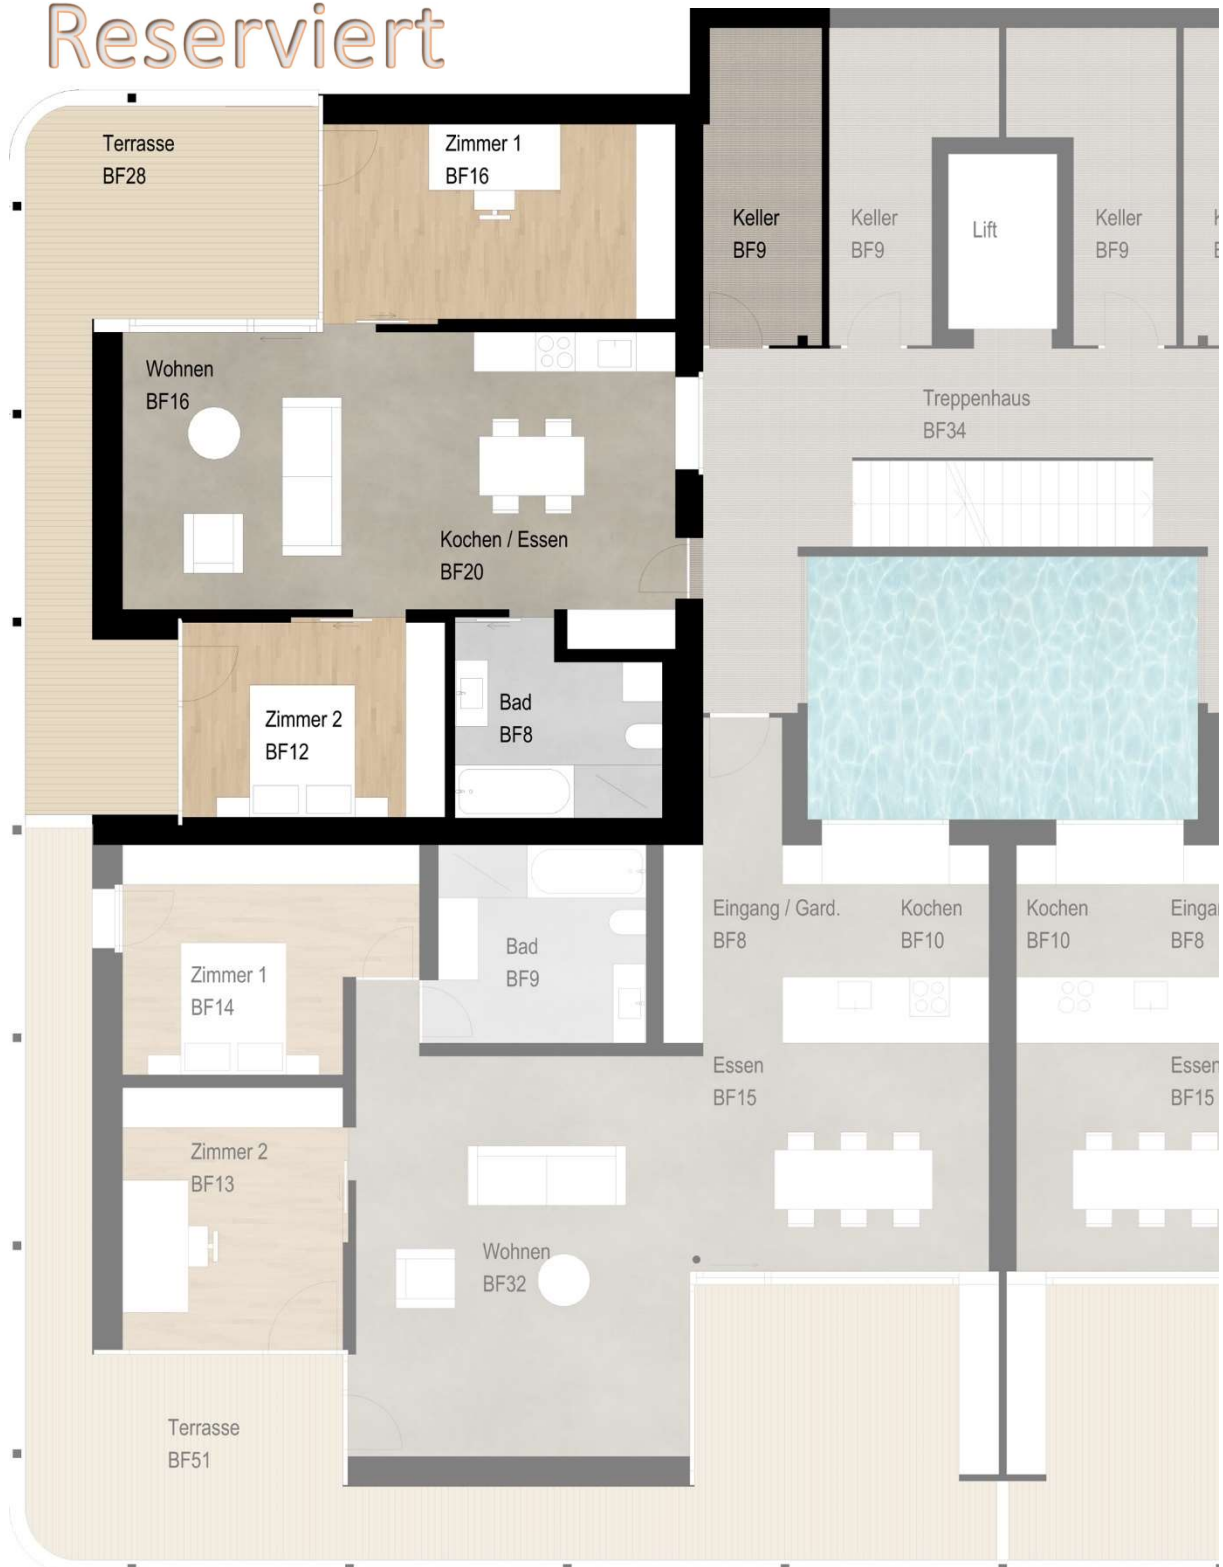 Reserviert
Terrasse
BF28
Zimmer 1
BF16
Keller
BF9
Keller
BF9
Lift
Keller
BF9
Wohnen
BF16
Treppenhaus
BF34
Kochen / Essen
BF20
Zimmer 2
BF12
Bad
BF8
Eingang / Gard.
BF8
Kochen
BF10
Kochen
BF10
Eingan
BF8
Bad
BF9
Zimmer 1
BF14
Essen
BF15
Essen
BF15
Zimmer 2
BF13
Wohnen
BF32
Terrasse
BF51